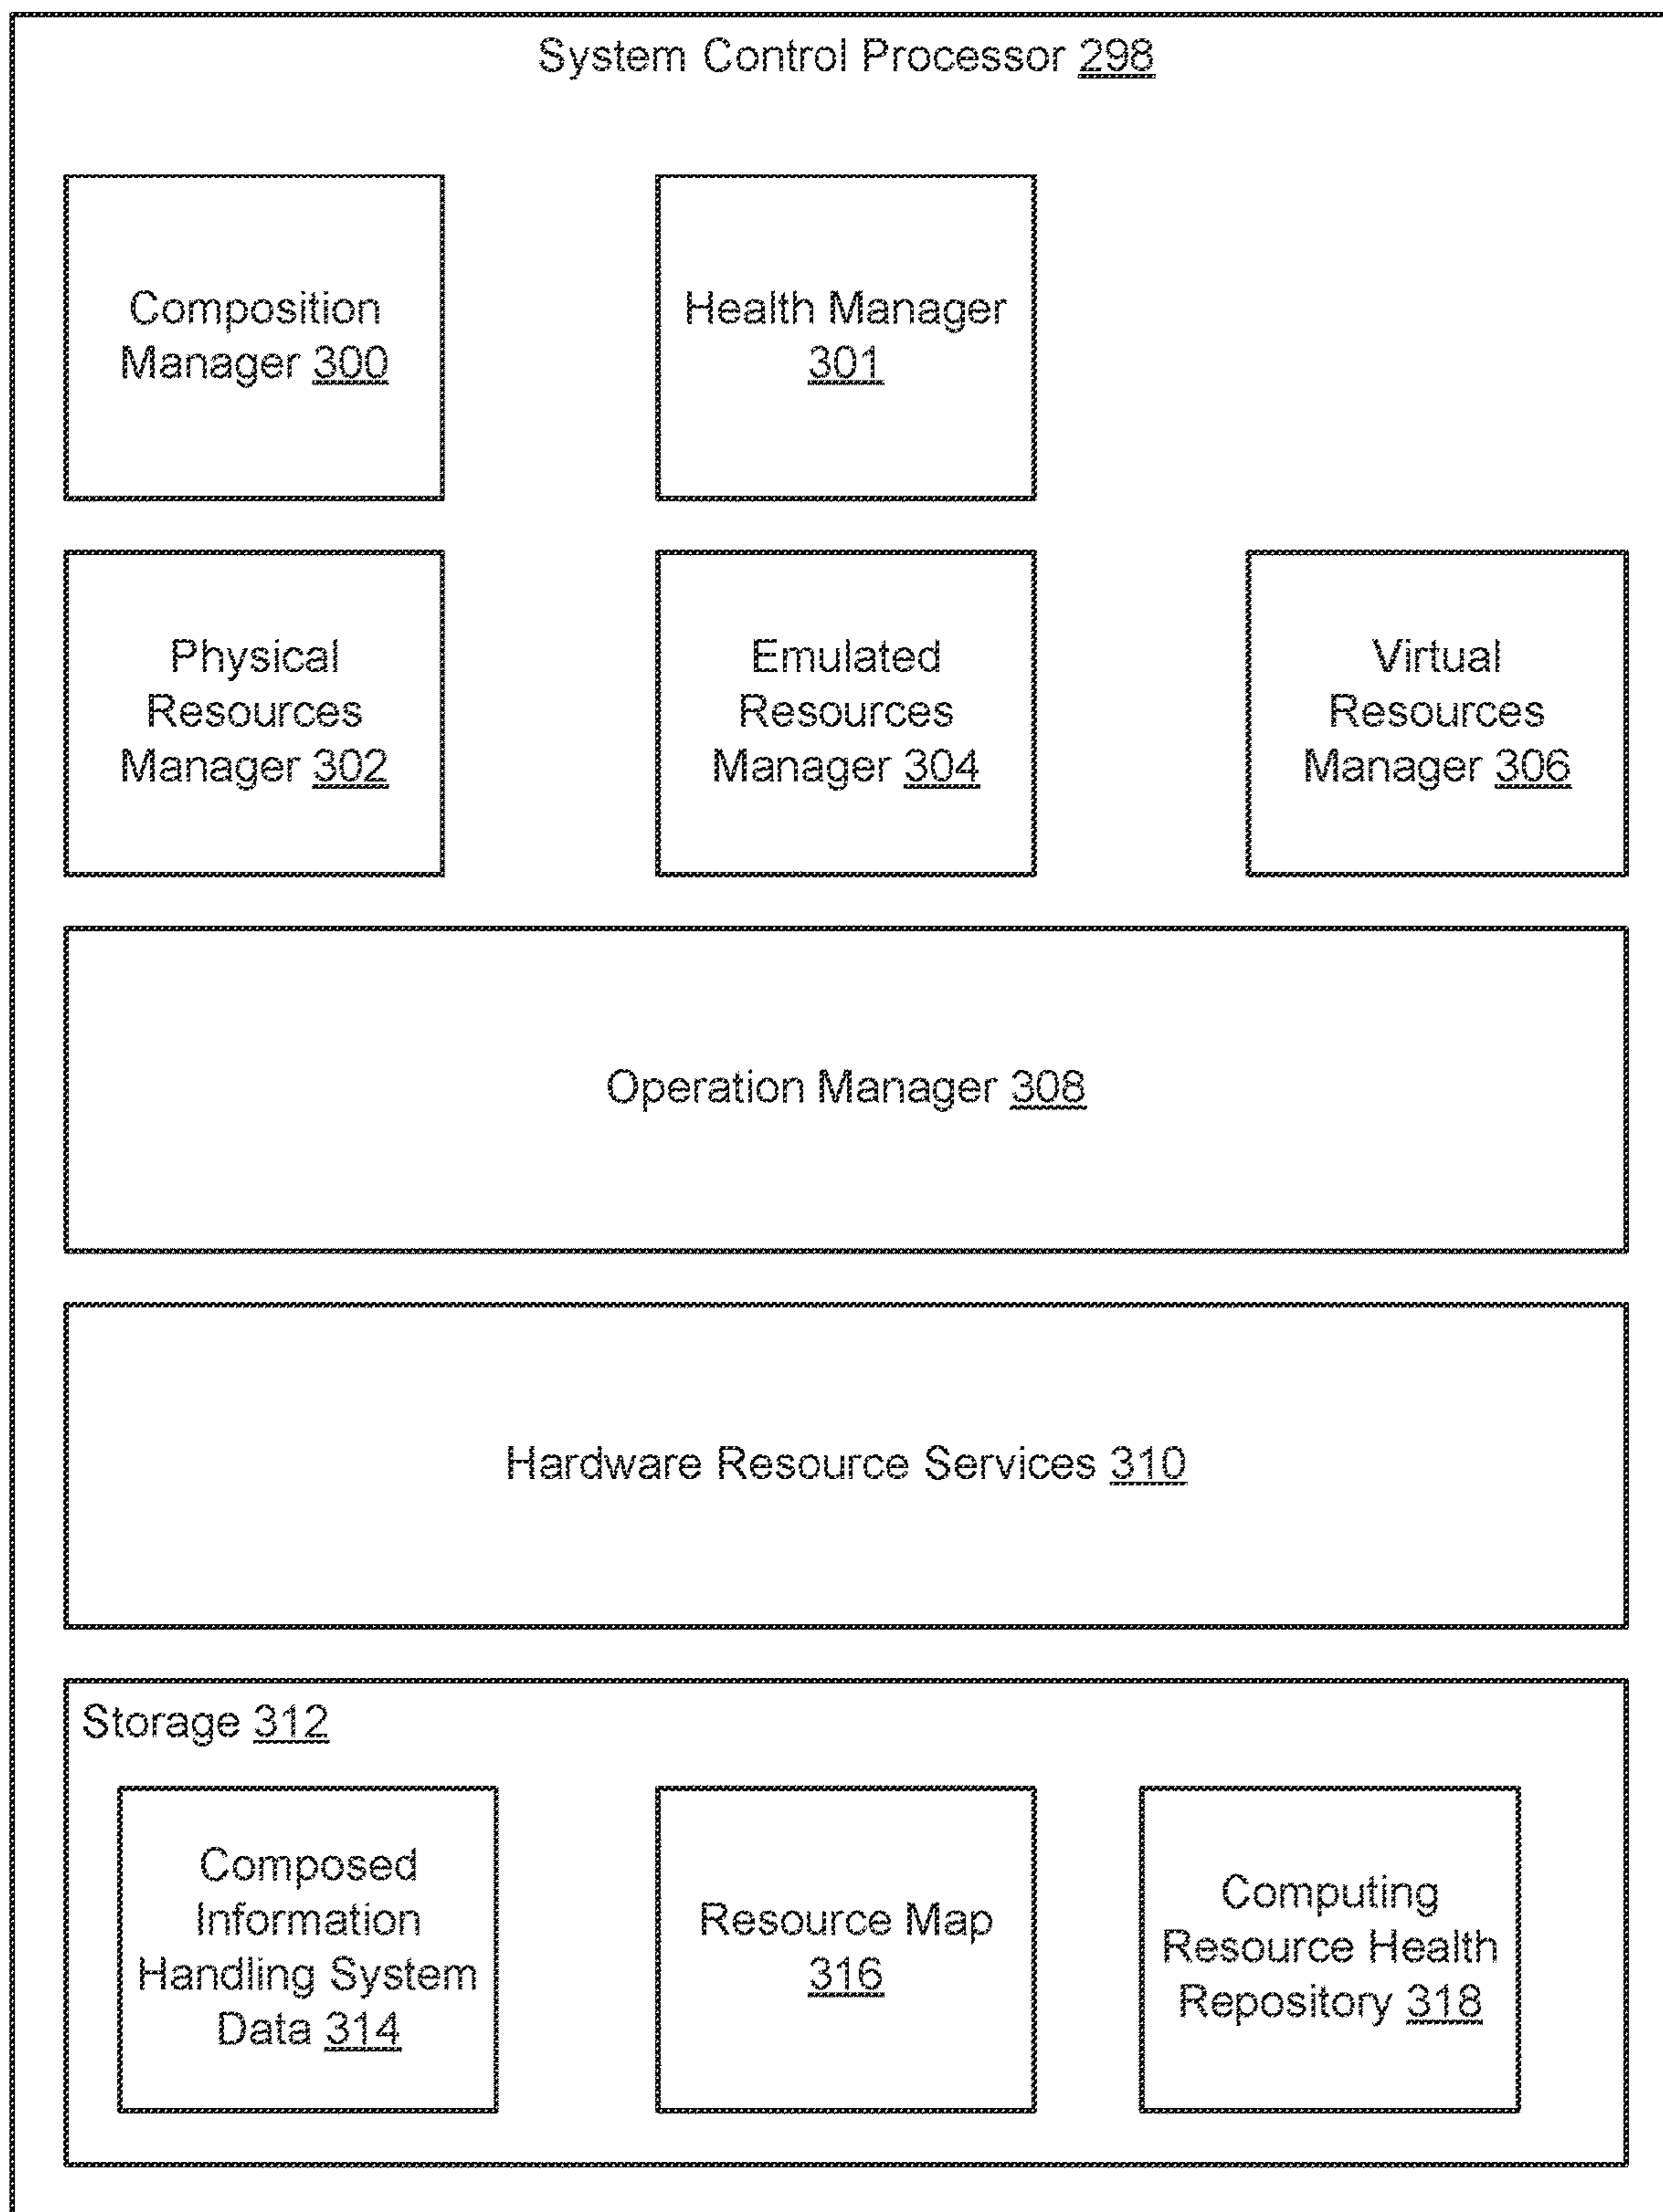 System Control Processor 298
Composition
Manager 300
Health Manager
301
Physical
Resources
Manager 302
Emulated
Resources
Manager 304
Virtual
Resources
Manager 306
Operation Manager 308
Hardware Resource Services 310
Storage 312
Composed
Information
Handling System
Data 314
Resource Map
316
Computing
Resource Health
Repository 318